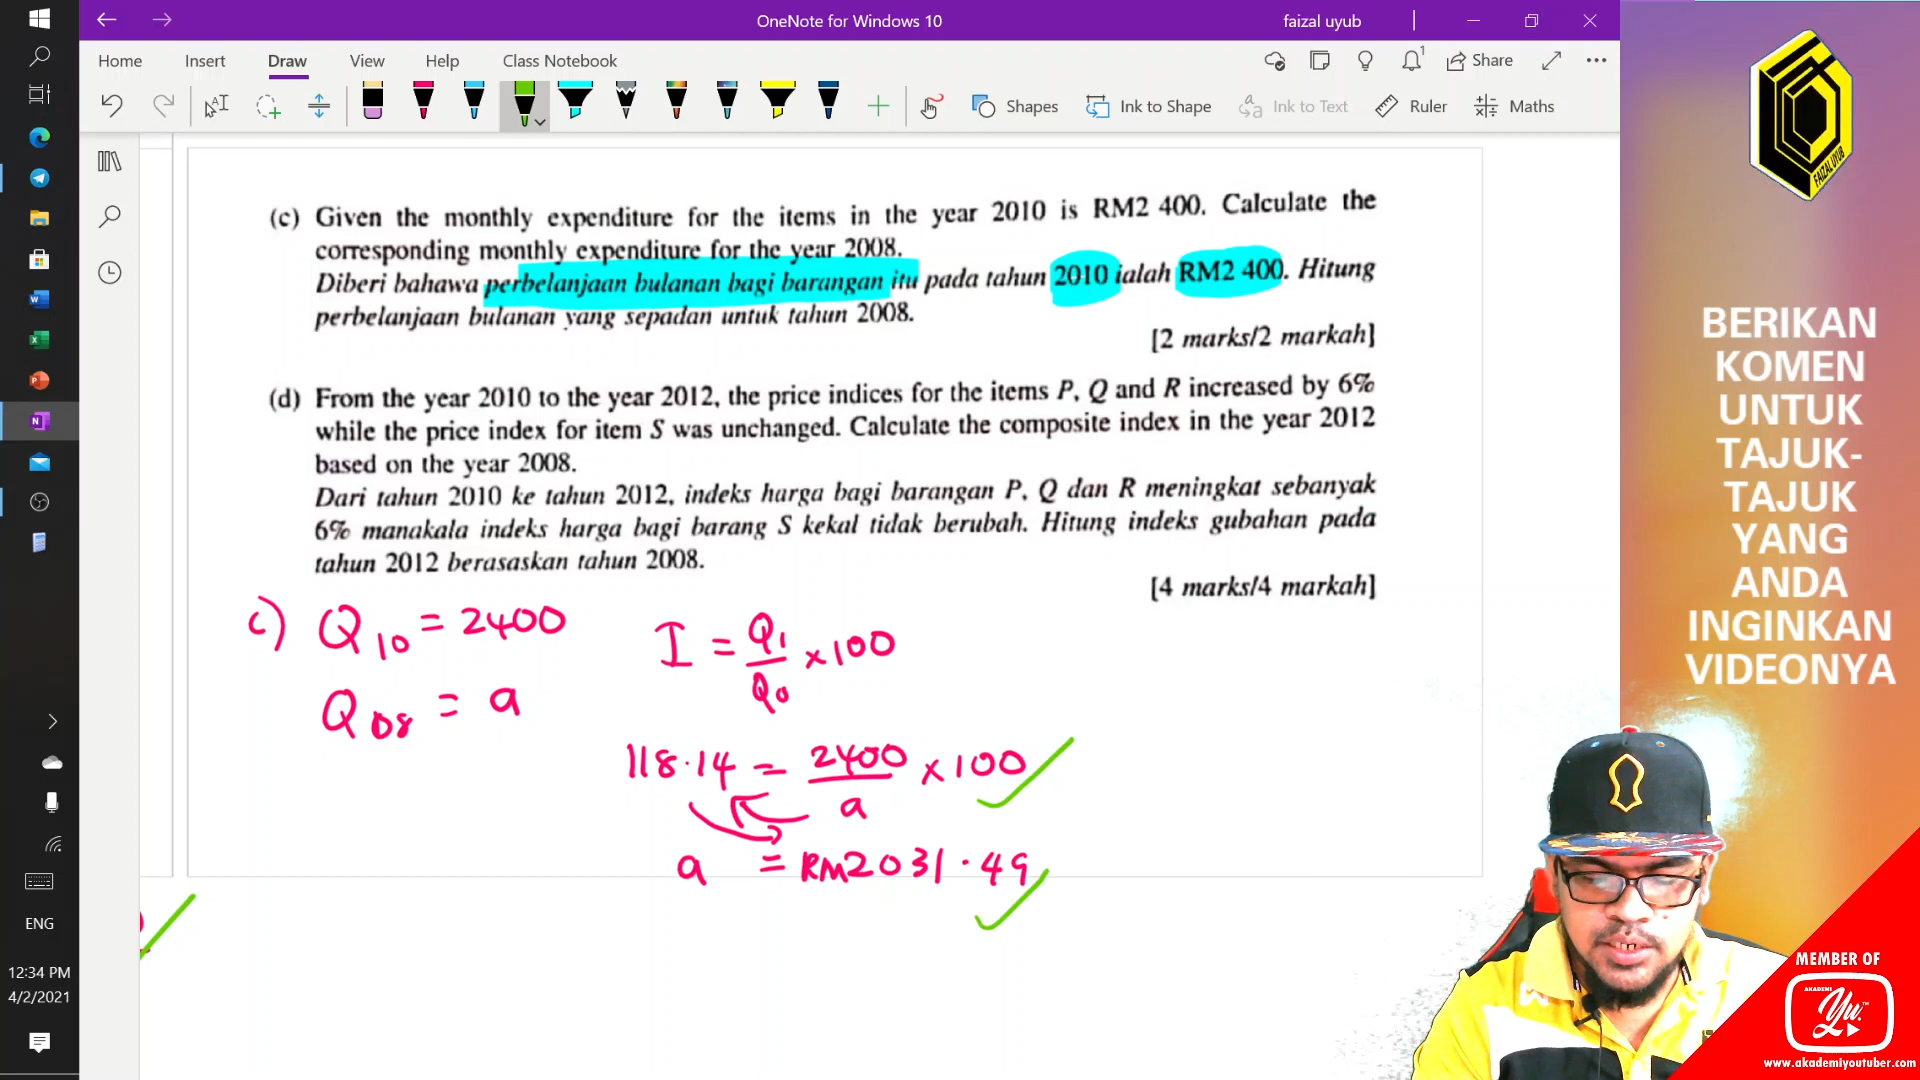 OneNote for Windows 10
faizal uyub
Home
Insert
Draw
View
Help
Class Notebook
1
Share
Shapes
Ink to Shape
Ink to Text
Ruler
Maths
(c) Given the monthly expenditure for the items in the year 2010 is RM2 400. Calculate the
corresponding monthly expenditure for the year 2008.
Diberi bahawa perbelanjaan bulanan bagi barangan itu pada tahun 2010 ialah RM2 400. Hitung
perbelanjaan bulanan yang sepadan untuk tahun 2008.
[2 marks/2 markah]
(d) From the year 2010 to the year 2012, the price indices for the items P, Q and R increased by 6%
while the price index for item S was unchanged. Calculate the composite index in the year 2012
based on the year 2008.
Dari tahun 2010 ke tahun 2012, indeks harga bagi barangan P, Q dan R meningkat sebanyak
6% manakala indeks harga bagi barang S kekal tidak berubah. Hitung indeks gubahan pada
tahun 2012 berasaskan tahun 2008.
[4 marks/4 markah]
c) Q10 = 2400
Q08 = a
I = Q1/Q0 × 100
118.14 = 2400/a × 100
a = RM2031.49
ENG
12:34 PM
4/2/2021
FAIZAL UYUB
BERIKAN
KOMEN
UNTUK
TAJUK-
TAJUK
YANG
ANDA
INGINKAN
VIDEONYA
MEMBER OF
AKADEMI
Yu.
TM
www.akademiyoutuber.com